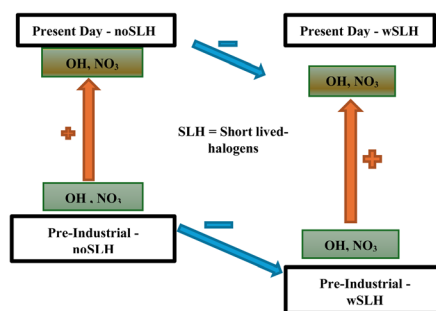 Present Day - noSLH
Present Day - wSLH
OH, NO₃
OH, NO₃
SLH = Short lived-
halogens
OH , NO₃
Pre-Industrial -
noSLH
OH, NO₃
Pre-Industrial -
wSLH